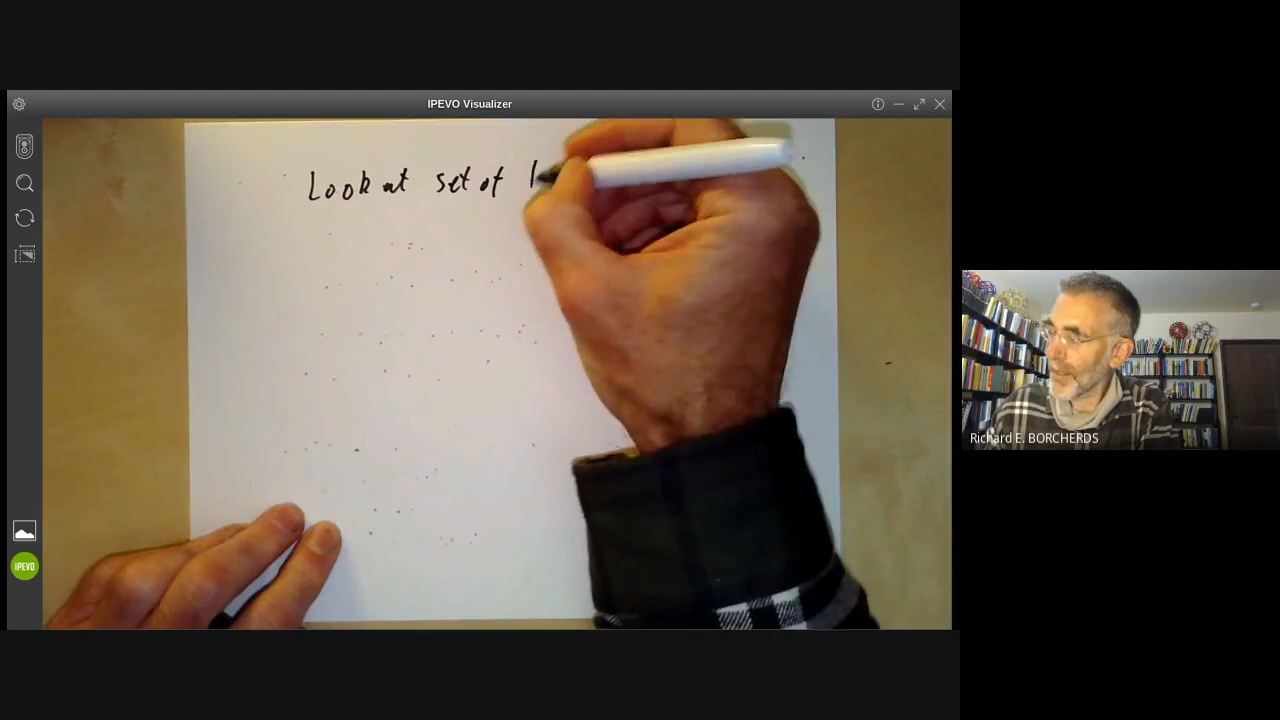 IPEVO Visualizer
Look at set of
IPEVO
Richard E. BORCHERDS